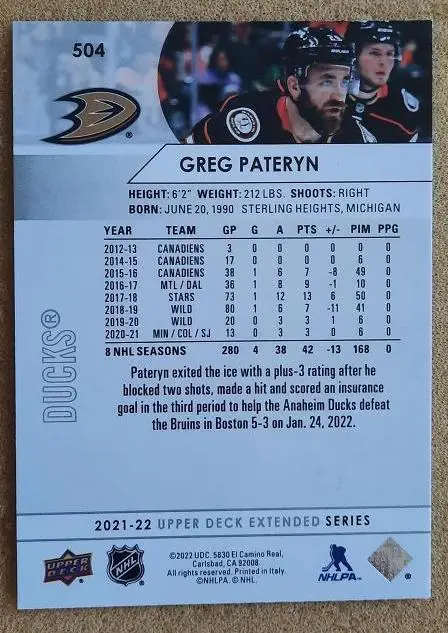 504
GREG PATERYN
HEIGHT: 6'2" WEIGHT: 212 LBS. SHOOTS: RIGHT
BORN: JUNE 20, 1990 STERLING HEIGHTS, MICHIGAN
YEAR TEAM GP G A PTS +/- PIM PPG
2012-13 CANADIENS 3 0 0 0 0 0 0
2014-15 CANADIENS 17 0 0 0 0 6 0
2015-16 CANADIENS 38 1 6 7 -8 49 0
2016-17 MTL / DAL 36 1 8 9 -1 10 0
2017-18 STARS 73 1 12 13 6 50 0
2018-19 WILD 80 1 6 7 -11 41 0
2019-20 WILD 20 0 3 3 1 6 0
2020-21 MIN / COL / SJ 13 0 3 3 0 6 0
8 NHL SEASONS 280 4 38 42 -13 168 0
DUCKS®
Pateryn exited the ice with a plus-3 rating after he
blocked two shots, made a hit and scored an insurance
goal in the third period to help the Anaheim Ducks defeat
the Bruins in Boston 5-3 on Jan. 24, 2022.
2021-22 UPPER DECK EXTENDED SERIES
UPPER
DECK
NHL
©2022 UDC. 5830 El Camino Real,
Carlsbad, CA 92008.
All rights reserved. Printed in Italy.
©NHLPA. © NHL.
NHLPA